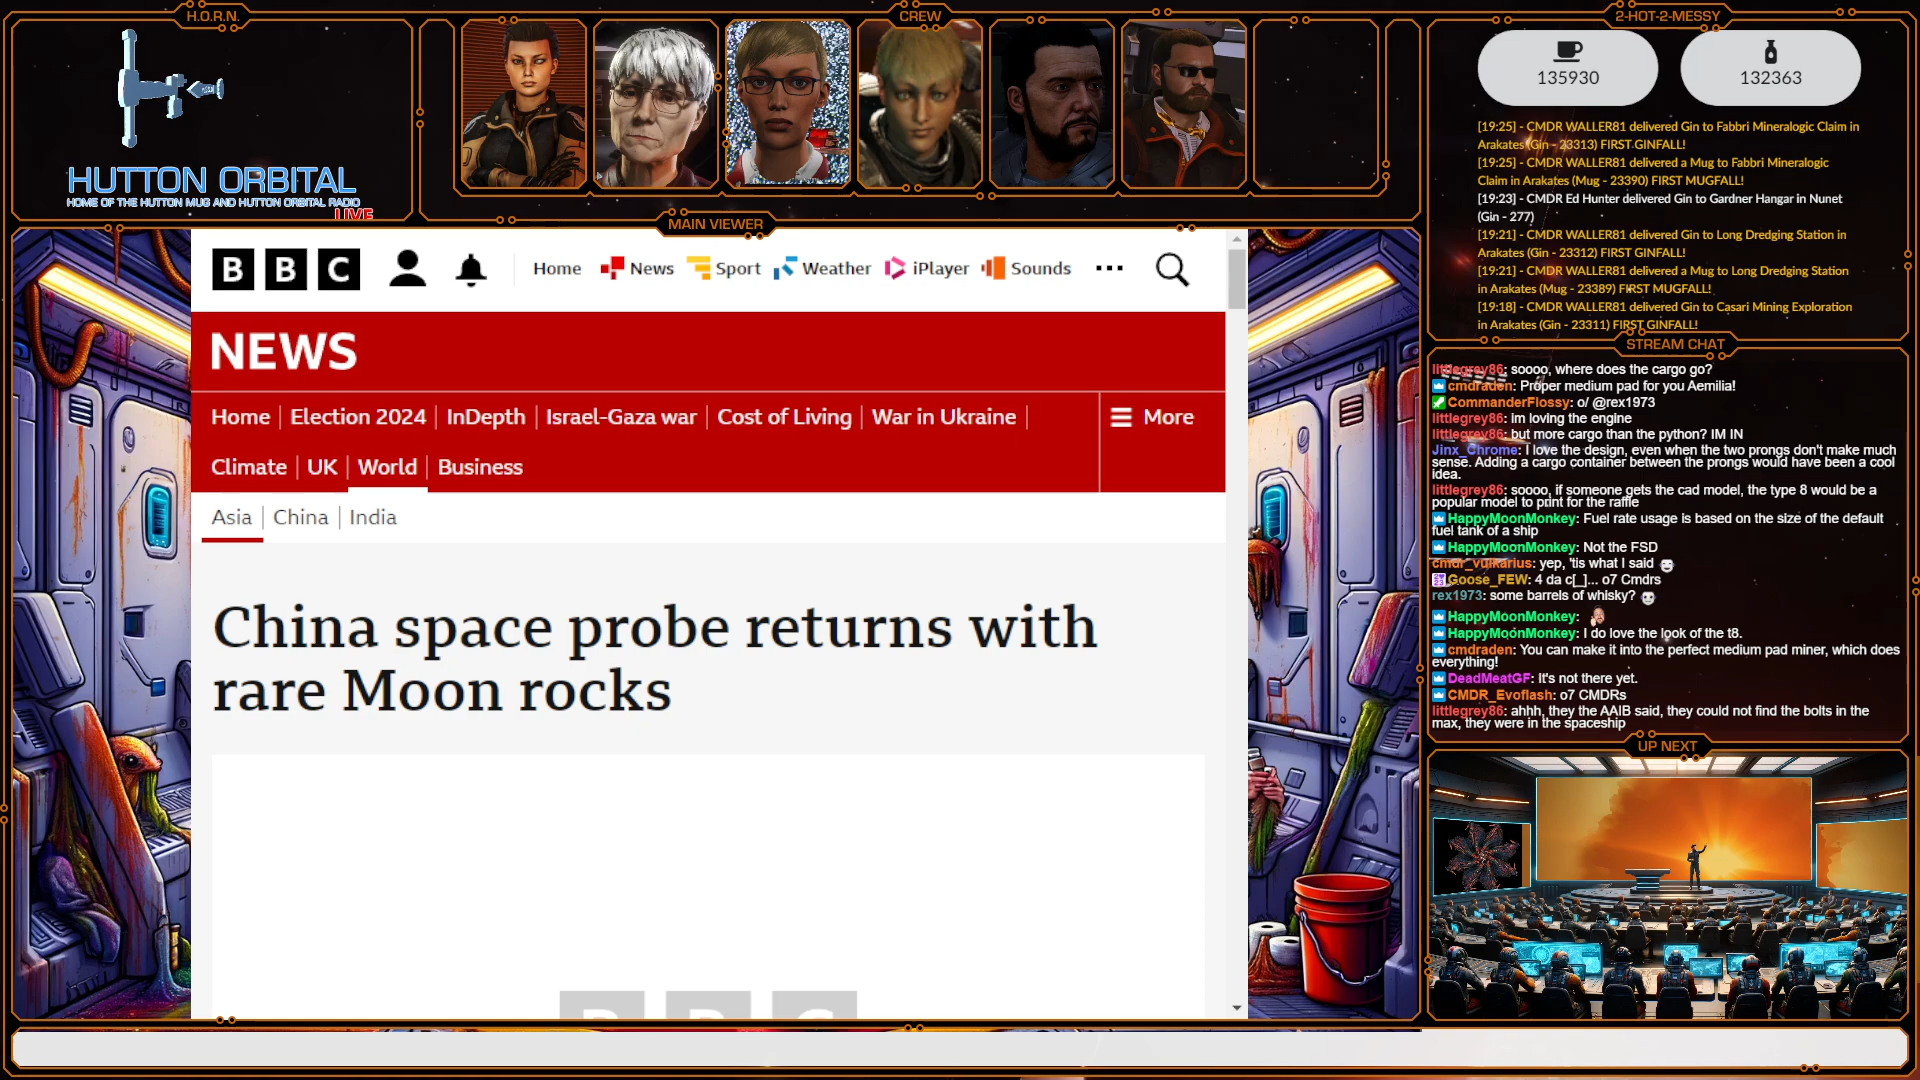 H.O.R.N.
CREW
2-HOT-2-MESSY
HUTTON ORBITAL
HOME OF THE HUTTON MUG AND HUTTON ORBITAL RADIO
LIVE
135930
132363
[19:25] - CMDR WALLER81 delivered Gin to Fabbri Mineralogic Claim in
Arakates (Gin - 23313) FIRST GINFALL!
[19:25] - CMDR WALLER81 delivered a Mug to Fabbri Mineralogic
Claim in Arakates (Mug - 23390) FIRST MUGFALL!
[19:23] - CMDR Ed Hunter delivered Gin to Gardner Hangar in Nunet
(Gin - 277)
[19:21] - CMDR WALLER81 delivered Gin to Long Dredging Station in
Arakates (Gin - 23312) FIRST GINFALL!
[19:21] - CMDR WALLER81 delivered a Mug to Long Dredging Station
in Arakates (Mug - 23389) FIRST MUGFALL!
[19:18] - CMDR WALLER81 delivered Gin to Casari Mining Exploration
in Arakates (Gin - 23311) FIRST GINFALL!
MAIN VIEWER
BBC
Home News Sport Weather iPlayer Sounds
NEWS
Home Election 2024 InDepth Israel-Gaza war Cost of Living War in Ukraine
Climate UK World Business
More
Asia China India
China space probe returns with
rare Moon rocks
BBC
STREAM CHAT
littlegrey86: soooo, where does the cargo go?
cmdraden: Proper medium pad for you Aemilia!
CommanderFlossy: o/ @rex1973
littlegrey86: im loving the engine
littlegrey86: but more cargo than the python? IM IN
Jinx_Chrome: I love the design, even when the two prongs don't make much
sense. Adding a cargo container between the prongs would have been a cool
idea.
littlegrey86: soooo, if someone gets the cad model, the type 8 would be a
popular model to print for the raffle
HappyMoonMonkey: Fuel rate usage is based on the size of the default
fuel tank of a ship
HappyMoonMonkey: Not the FSD
cmdr_vulkarius: yep, 'tis what I said
Goose_FEW: 4 da c[_]... o7 Cmdrs
rex1973: some barrels of whisky?
HappyMoonMonkey:
HappyMoonMonkey: I do love the look of the t8.
cmdraden: You can make it into the perfect medium pad miner, which does
everything!
DeadMeatGF: It's not there yet.
CMDR_Evoflash: o7 CMDRs
littlegrey86: ahhh, they the AAIB said, they could not find the bolts in the
max, they were in the spaceship
UP NEXT